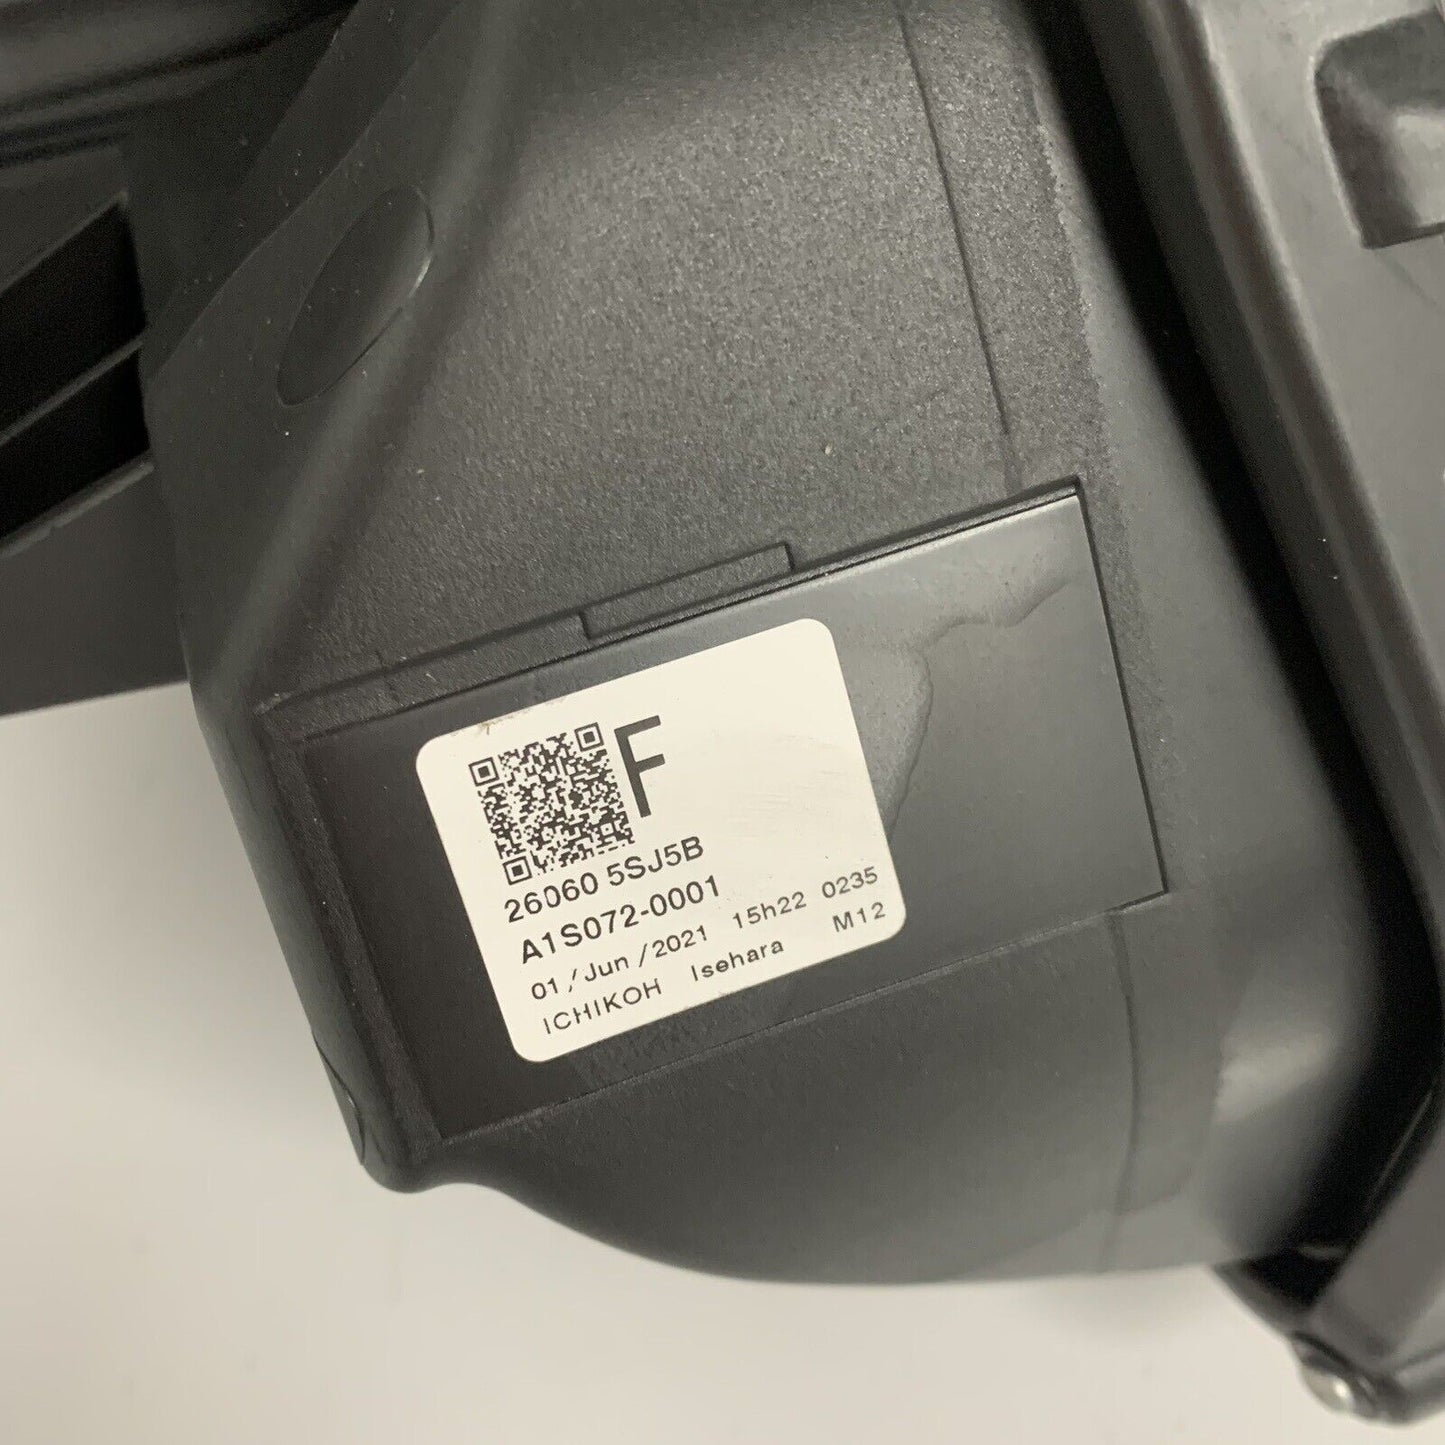 F
26060 5SJ5B
A1S072-0001
01/Jun/2021 15h22 0235
ICHIKOH Isehara M12